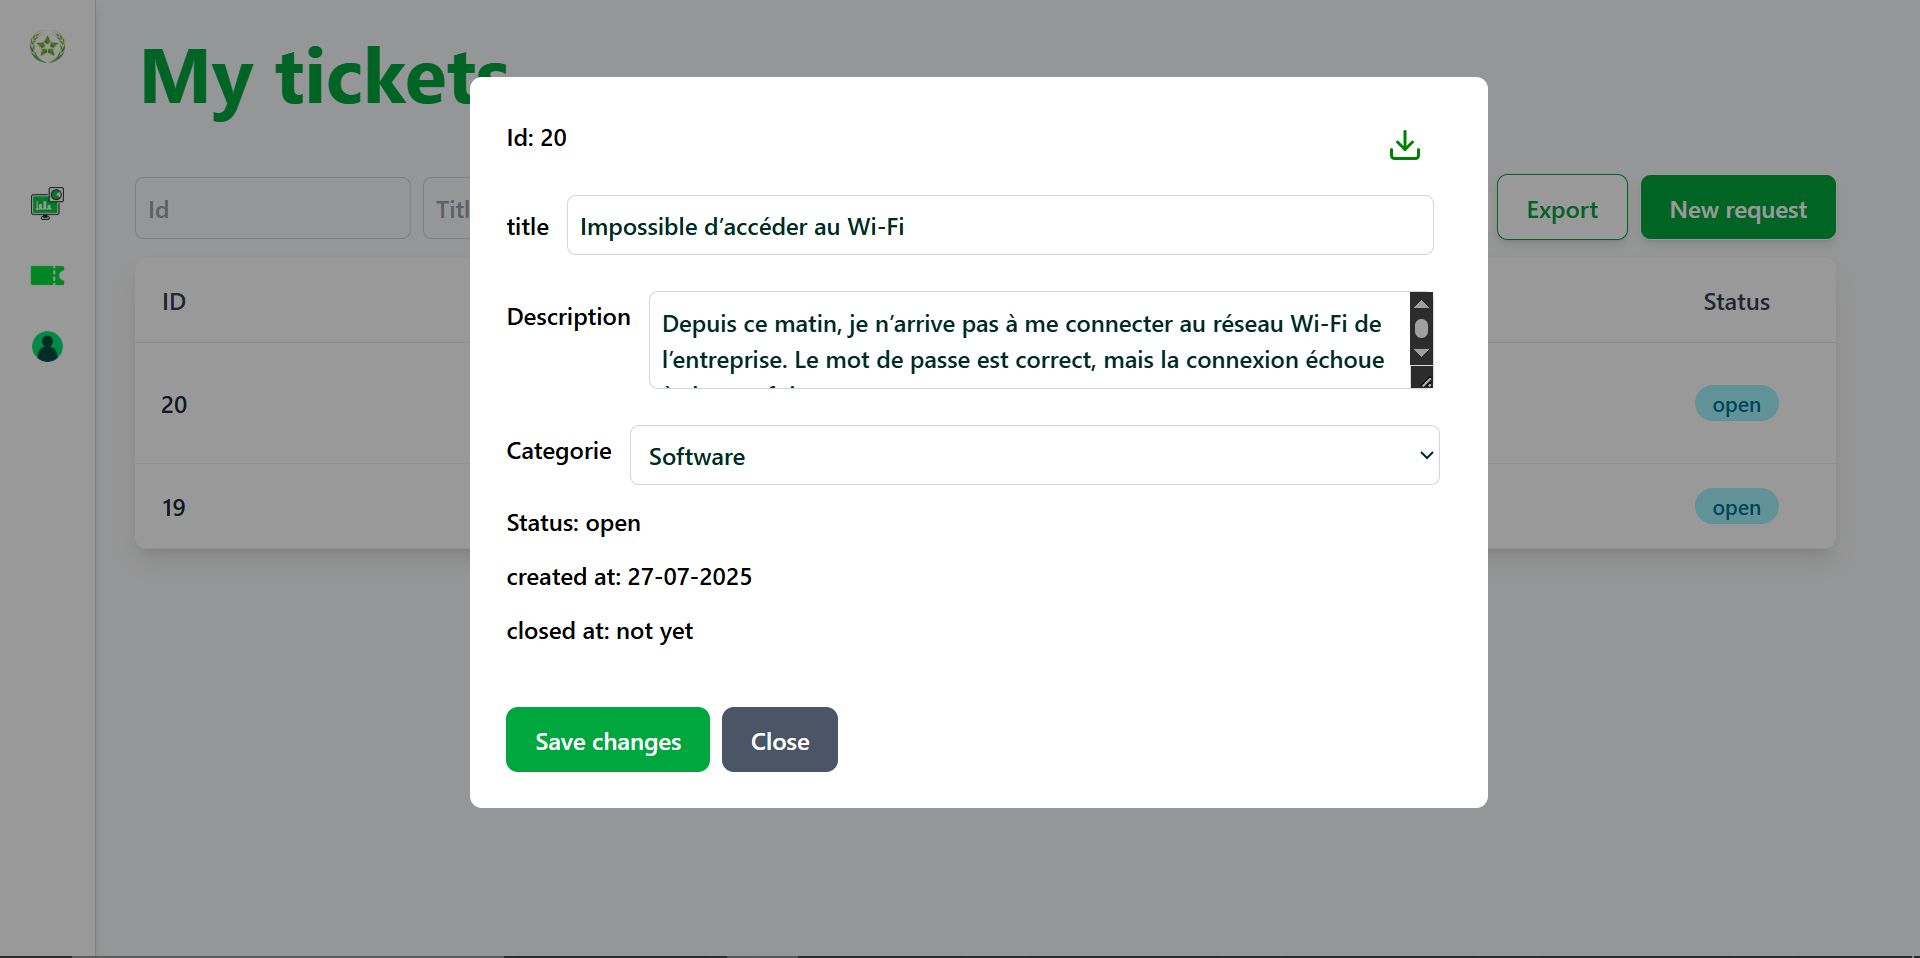 My tickets
Id: 20
Id
Titl
Export
New request
title
Impossible d’accéder au Wi-Fi
ID
Status
Description
Depuis ce matin, je n’arrive pas à me connecter au réseau Wi-Fi de
l’entreprise. Le mot de passe est correct, mais la connexion échoue
20
open
Categorie
Software
19
open
Status: open
created at: 27-07-2025
closed at: not yet
Save changes
Close